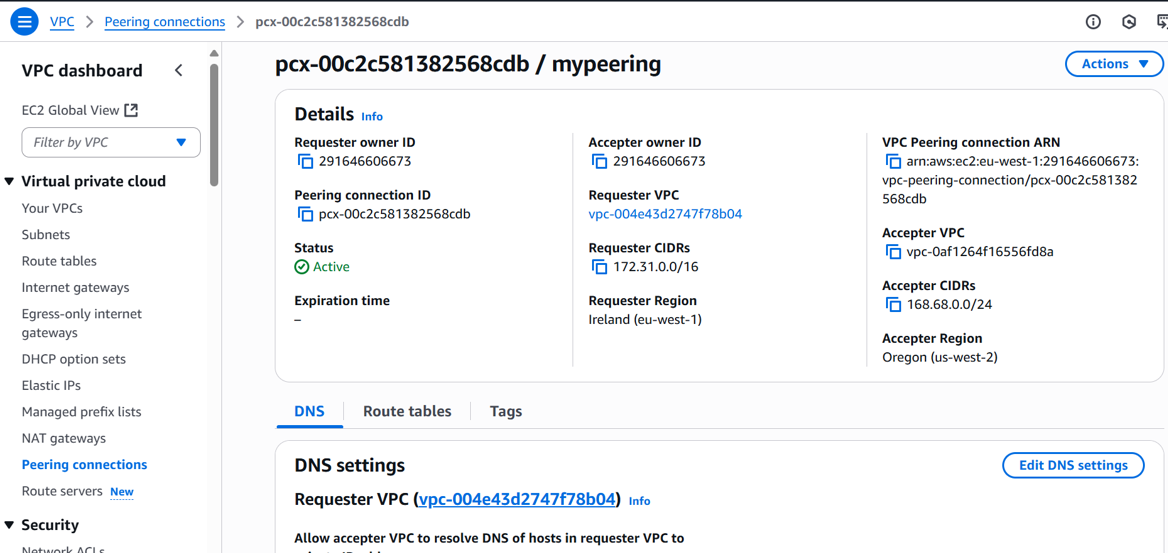 VPC > Peering connections > pcx-00c2c581382568cdb
VPC dashboard
EC2 Global View
Filter by VPC
Virtual private cloud
Your VPCs
Subnets
Route tables
Internet gateways
Egress-only internet
gateways
DHCP option sets
Elastic IPs
Managed prefix lists
NAT gateways
Peering connections
Route servers New
Security
Network ACLs
pcx-00c2c581382568cdb / mypeering
Actions
Details Info
Requester owner ID
291646606673
Peering connection ID
pcx-00c2c581382568cdb
Status
Active
Expiration time
–
Accepter owner ID
291646606673
Requester VPC
vpc-004e43d2747f78b04
Requester CIDRs
172.31.0.0/16
Requester Region
Ireland (eu-west-1)
VPC Peering connection ARN
arn:aws:ec2:eu-west-1:291646606673:
vpc-peering-connection/pcx-00c2c581382
568cdb
Accepter VPC
vpc-0af1264f16556fd8a
Accepter CIDRs
168.68.0.0/24
Accepter Region
Oregon (us-west-2)
DNS
Route tables
Tags
DNS settings
Edit DNS settings
Requester VPC (vpc-004e43d2747f78b04) Info
Allow accepter VPC to resolve DNS of hosts in requester VPC to